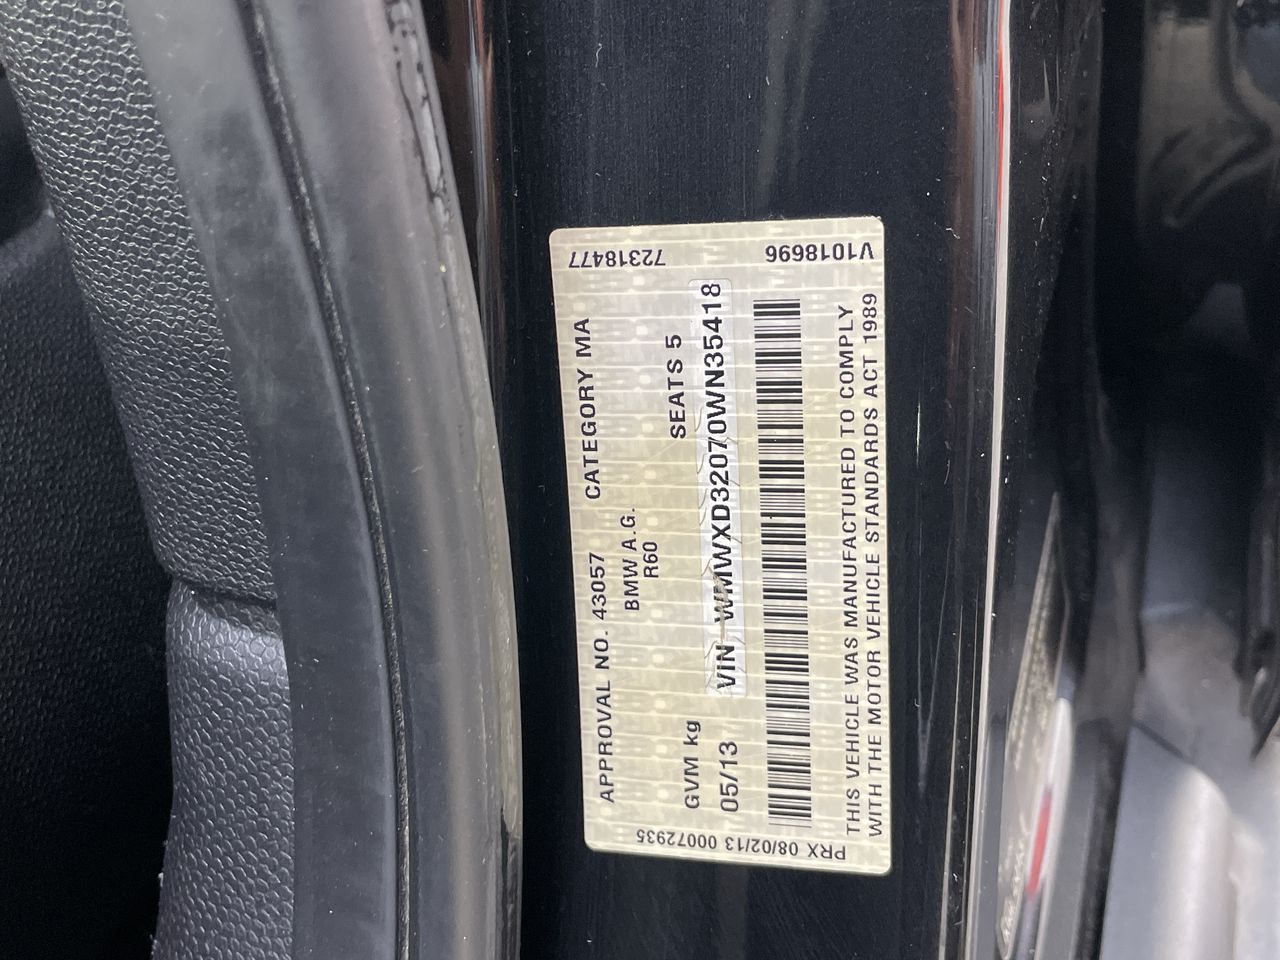 APPROVAL NO. 43057 CATEGORY MA
BMW A.G.
R60
GVM kg SEATS 5
05/13 VIN WMWXD32070WN35418
THIS VEHICLE WAS MANUFACTURED TO COMPLY
WITH THE MOTOR VEHICLE STANDARDS ACT 1989
72318477
V1018696
PRX 08/02/13 00072935